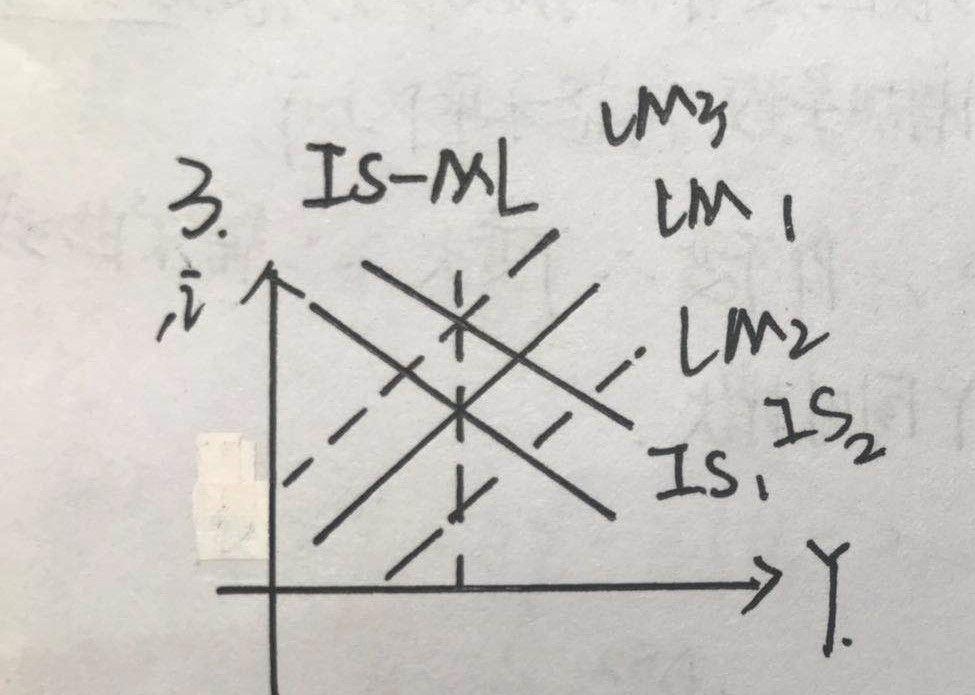 3. IS-ML
LM3
LM1
i
LM2
IS2
IS1
Y.